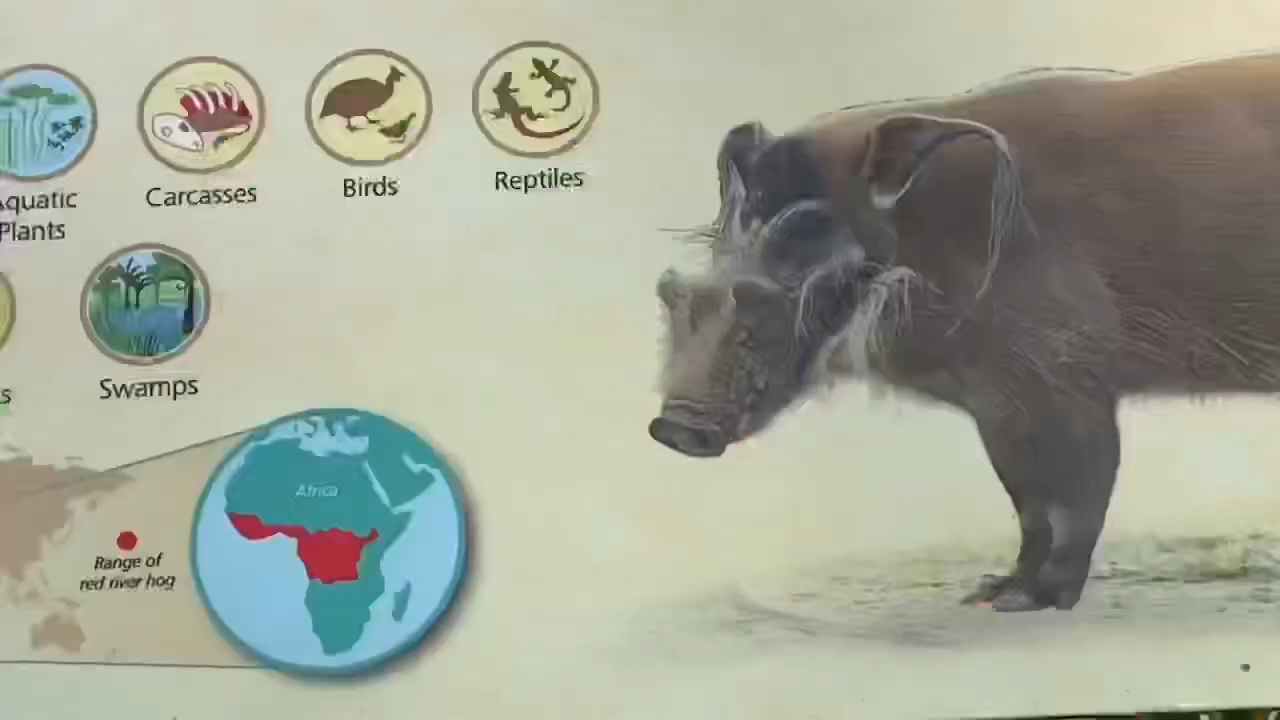 Aquatic
Plants
Carcasses
Birds
Reptiles
s
Swamps
Africa
Range of
red river hog